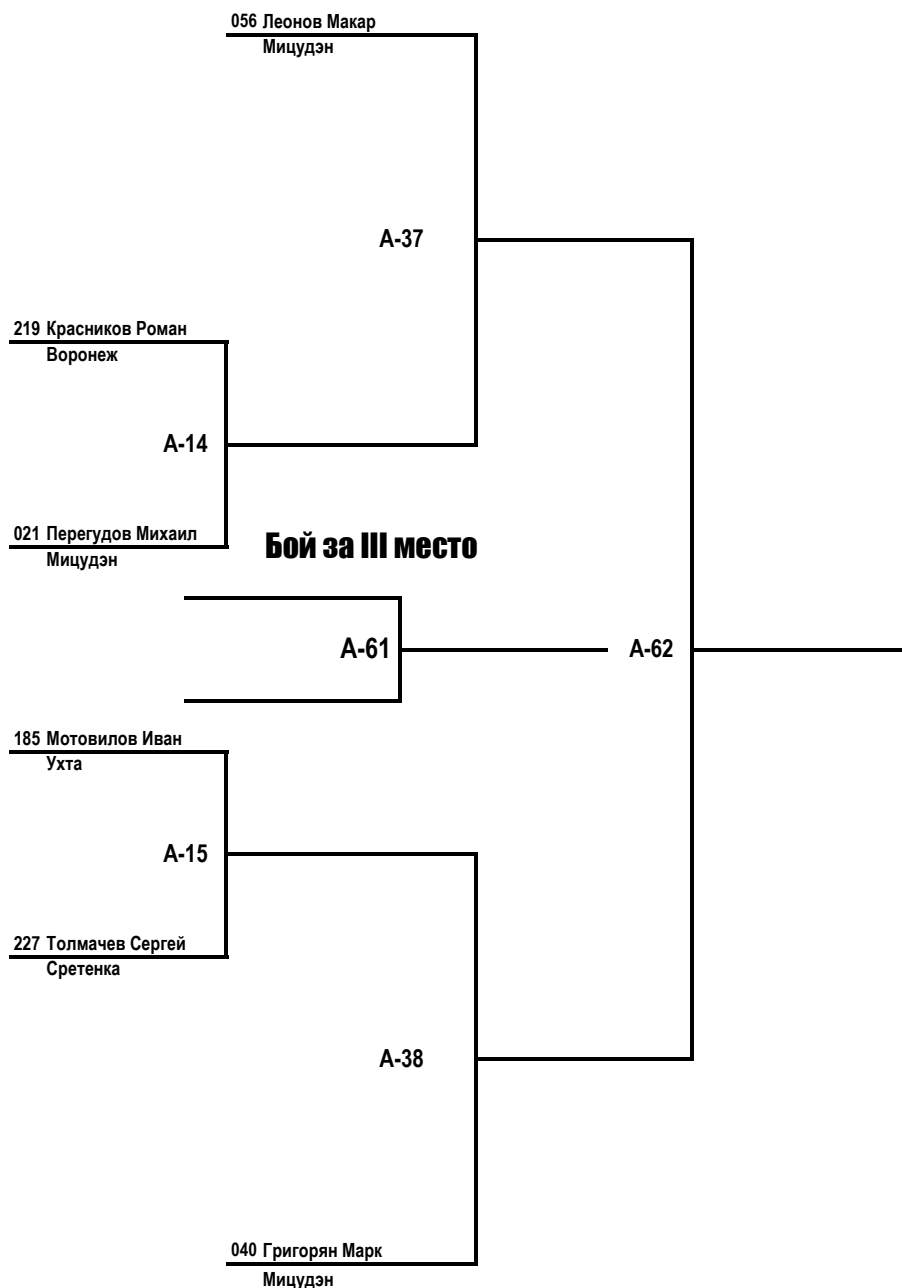 056 Леонов Макар
Мицудэн
А-37
219 Красников Роман
Воронеж
А-14
021 Перегудов Михаил
Мицудэн
Бой за III место
А-61
А-62
185 Мотовилов Иван
Ухта
А-15
227 Толмачев Сергей
Сретенка
А-38
040 Григорян Марк
Мицудэн